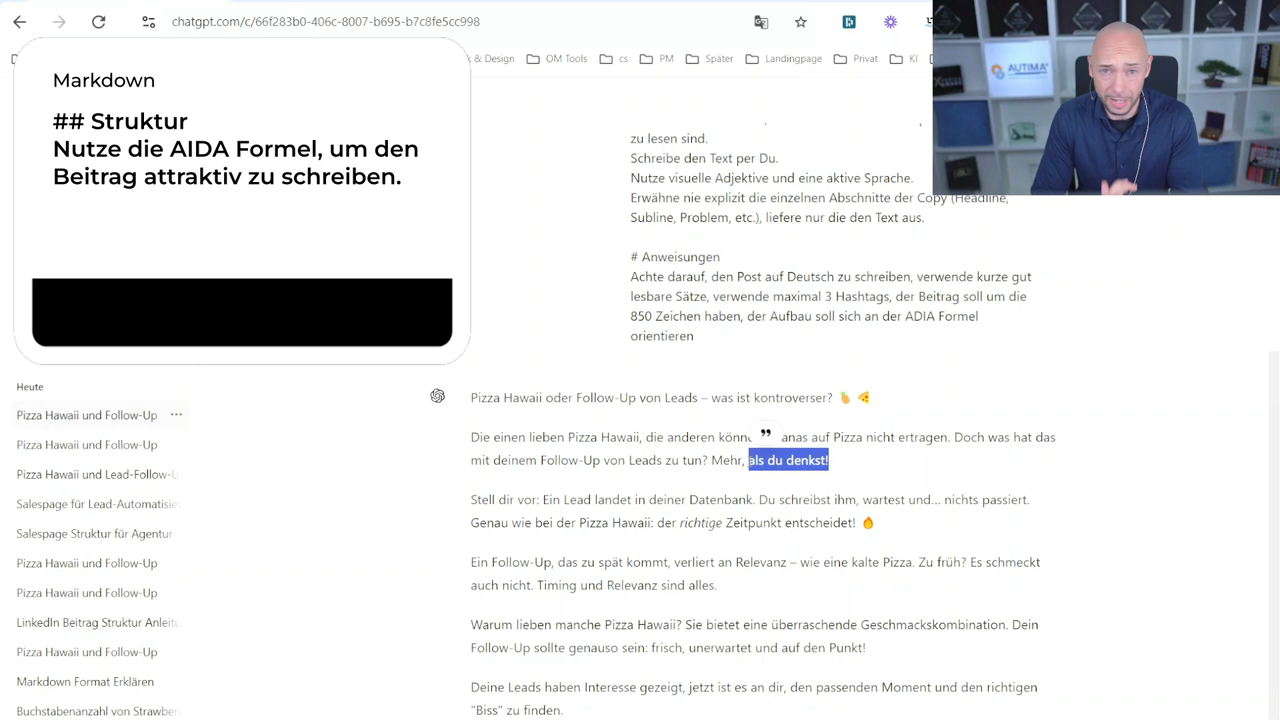 chatgpt.com/c/66f283b0-406c-8007-b695-b7c8fe5cc998
& Design
OM Tools
cs
PM
Später
Landingpage
Privat
KI
AUTIMA
Markdown
## Struktur
Nutze die AIDA Formel, um den
Beitrag attraktiv zu schreiben.
zu lesen sind.
Schreibe den Text per Du.
Nutze visuelle Adjektive und eine aktive Sprache.
Erwähne nie explizit die einzelnen Abschnitte der Copy (Headline,
Subline, Problem, etc.), liefere nur die den Text aus.
# Anweisungen
Achte darauf, den Post auf Deutsch zu schreiben, verwende kurze gut
lesbare Sätze, verwende maximal 3 Hashtags, der Beitrag soll um die
850 Zeichen haben, der Aufbau soll sich an der ADIA Formel
orientieren
Heute
Pizza Hawaii und Follow-Up
Pizza Hawaii und Follow-Up
Pizza Hawaii und Lead-Follow-U
Salespage für Lead-Automatisie
Salespage Struktur für Agentur
Pizza Hawaii und Follow-Up
Pizza Hawaii und Follow-Up
LinkedIn Beitrag Struktur Anleitu
Pizza Hawaii und Follow-Up
Markdown Format Erklären
Buchstabenanzahl von Strawber
Pizza Hawaii oder Follow-Up von Leads – was ist kontroverser? 🍍 🍕
Die einen lieben Pizza Hawaii, die anderen könne anas auf Pizza nicht ertragen. Doch was hat das
mit deinem Follow-Up von Leads zu tun? Mehr, als du denkst!
Stell dir vor: Ein Lead landet in deiner Datenbank. Du schreibst ihm, wartest und... nichts passiert.
Genau wie bei der Pizza Hawaii: der richtige Zeitpunkt entscheidet! 🔥
Ein Follow-Up, das zu spät kommt, verliert an Relevanz – wie eine kalte Pizza. Zu früh? Es schmeckt
auch nicht. Timing und Relevanz sind alles.
Warum lieben manche Pizza Hawaii? Sie bietet eine überraschende Geschmackskombination. Dein
Follow-Up sollte genauso sein: frisch, unerwartet und auf den Punkt!
Deine Leads haben Interesse gezeigt, jetzt ist es an dir, den passenden Moment und den richtigen
"Biss" zu finden.